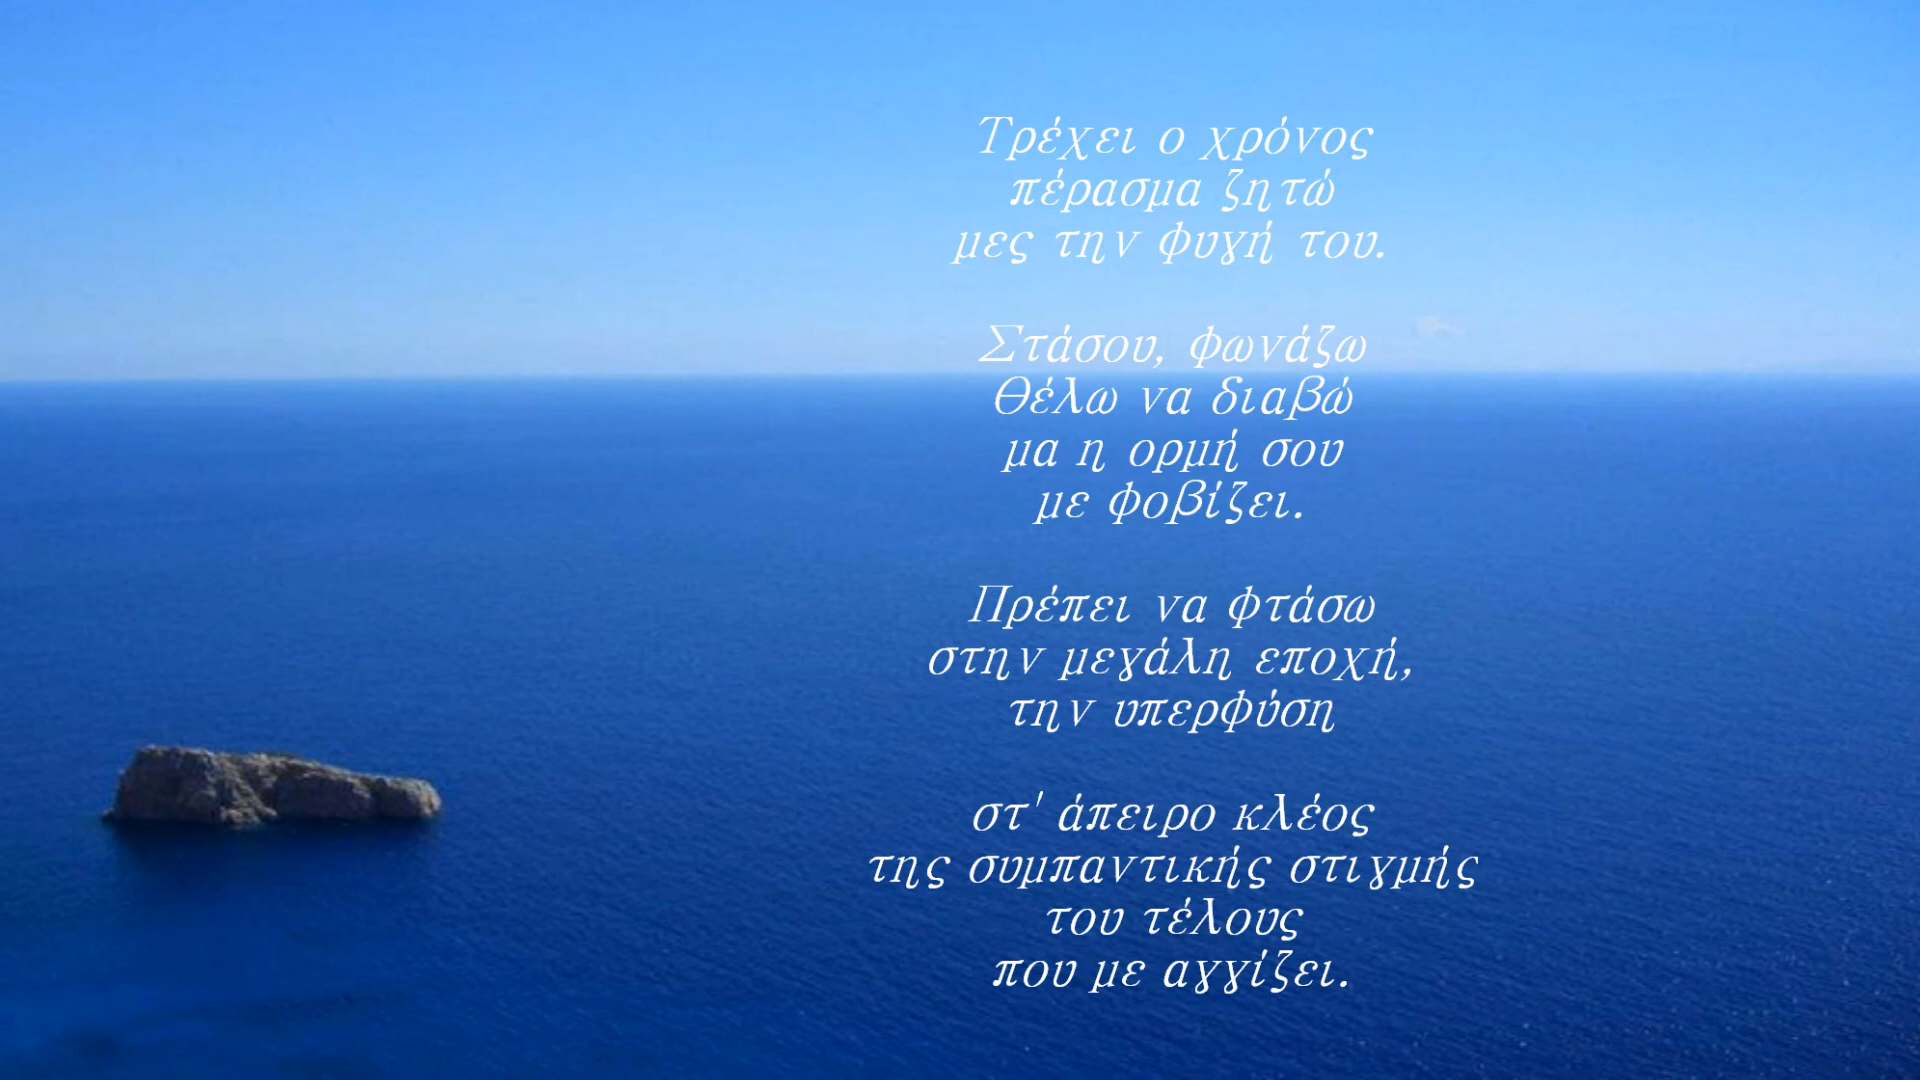 Τρέχει ο χρόνος
πέρασμα ζητώ
μες την φυγή του.
Στάσου, φωνάζω
Θέλω να διαβώ
μα η ορμή σου
με φοβίζει.
Πρέπει να φτάσω
στην μεγάλη εποχή,
την υπερφύση
στ' άπειρο κλέος
της συμπαντικής στιγμής
του τέλους
που με αγγίζει.